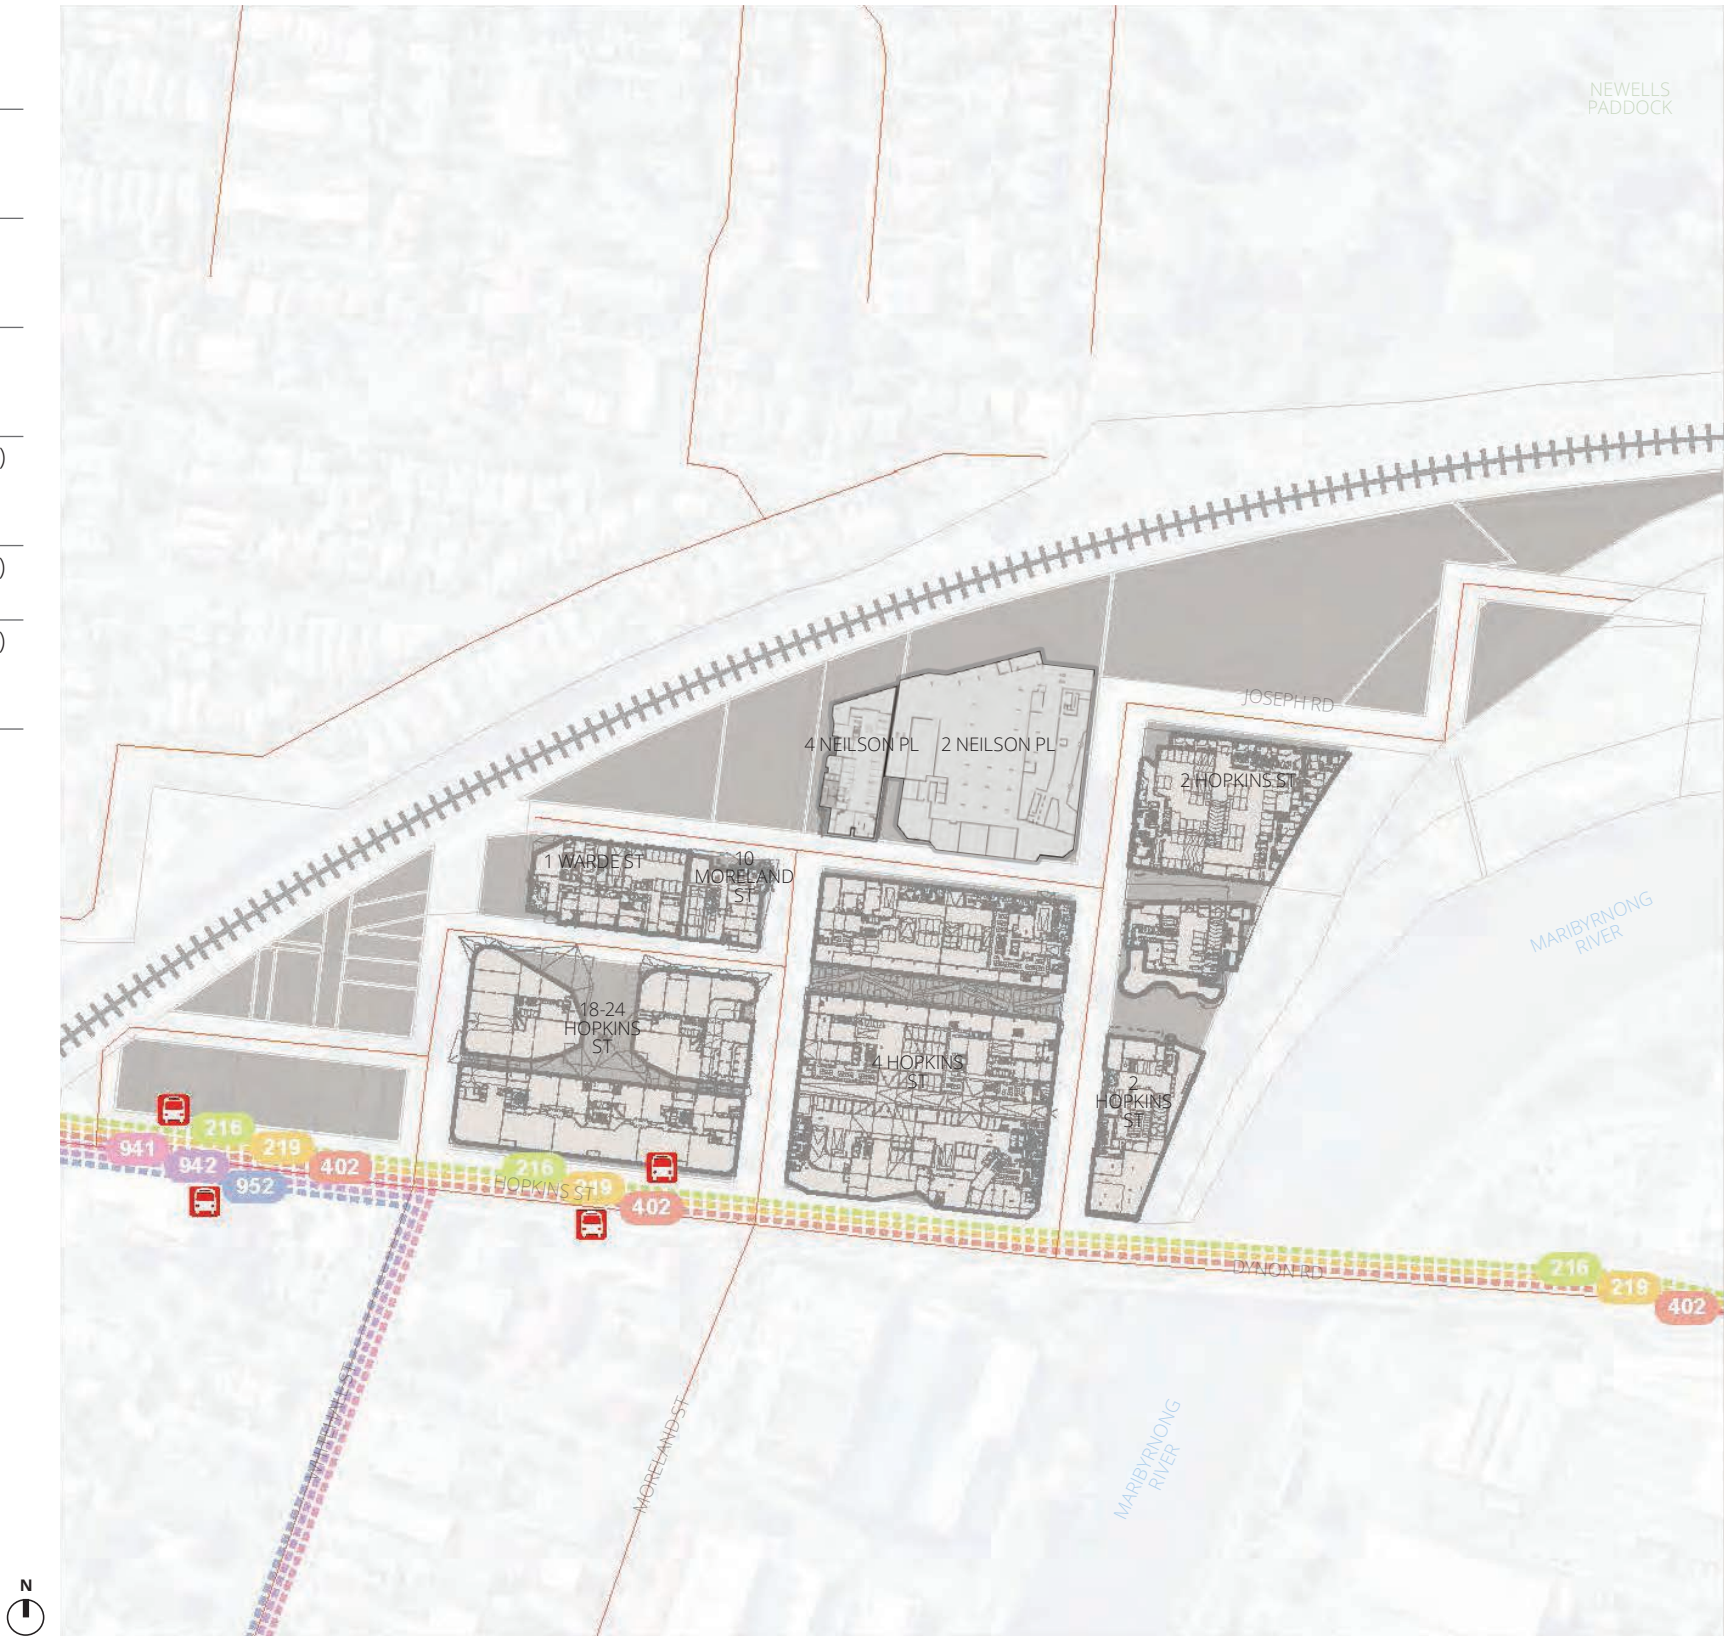 NEWELLS
PADDOCK
)
)
)
JOSEPH RD
4 NEILSON PL
2 NEILSON PL
2 HOPKINS ST
1 WARDE ST
10
MORELAND
ST
MARIBYRNONG
RIVER
18-24
HOPKINS
ST
4 HOPKINS
ST
2
HOPKINS
ST
216
941
219
942
402
952
216
219
HOPKINS ST
402
DYNON RD
216
219
402
MORELAND ST
MARIBYRNONG
RIVER
N